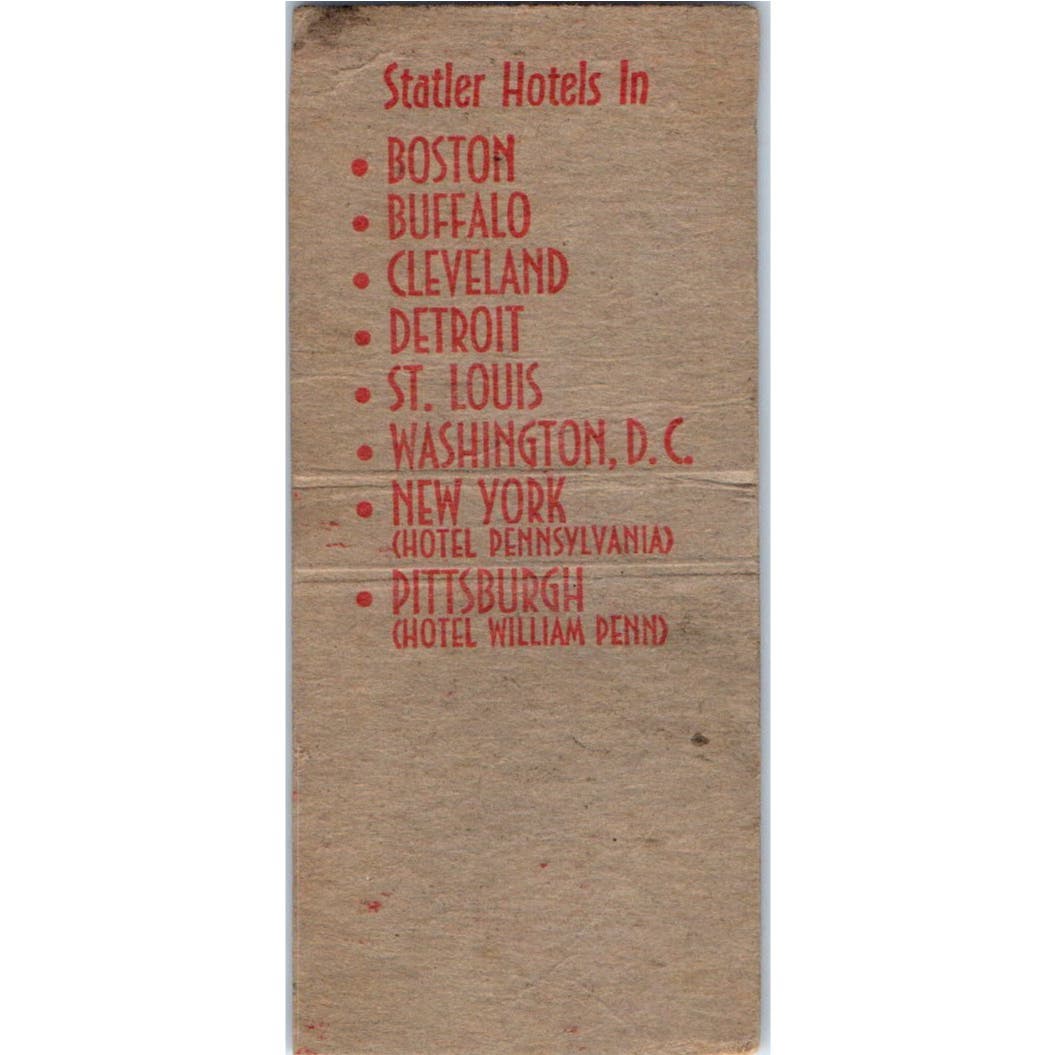 Statler Hotels In
• BOSTON
• BUFFALO
• CLEVELAND
• DETROIT
• ST. LOUIS
• WASHINGTON, D. C.
• NEW YORK
(HOTEL PENNSYLVANIA)
• PITTSBURGH
(HOTEL WILLIAM PENN)